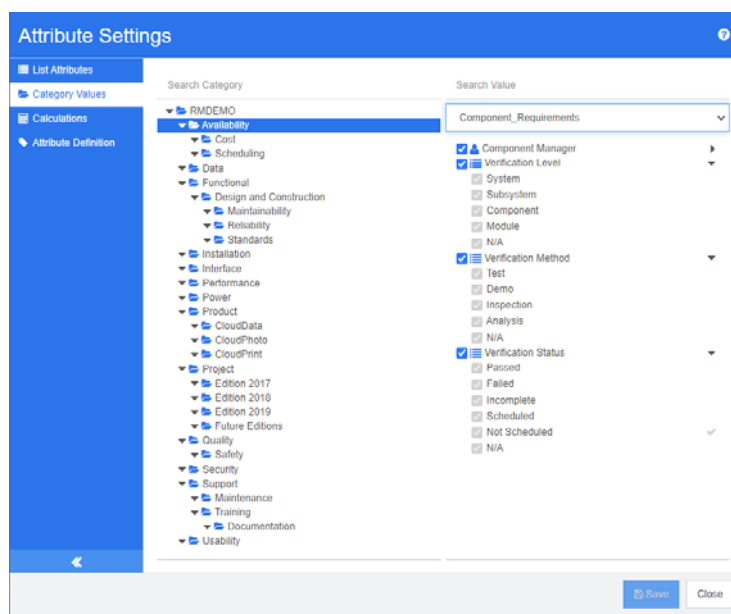 Attribute Settings
List Attributes
Category Values
Calculations
Attribute Definition
Search Category
RMDEMO
Availability
Cost
Scheduling
Data
Functional
Design and Construction
Maintainability
Reliability
Standards
Installation
Interface
Performance
Power
Product
CloudData
CloudPhoto
CloudPrint
Project
Edition 2017
Edition 2018
Edition 2019
Future Editions
Quality
Safety
Security
Support
Maintenance
Training
Documentation
Usability
Search Value
Component_Requirements
Component Manager
Verification Level
System
Subsystem
Component
Module
N/A
Verification Method
Test
Demo
Inspection
Analysis
N/A
Verification Status
Passed
Failed
Incomplete
Scheduled
Not Scheduled
N/A
Save
Close